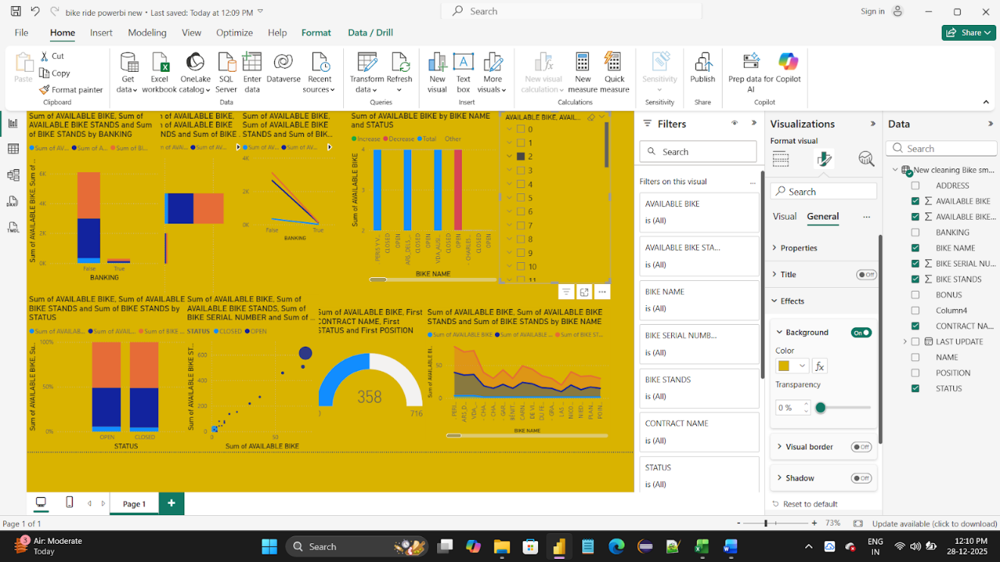 bike ride powerbi new • Last saved: Today at 12:09 PM
Search
Sign in
File
Home
Insert
Modeling
View
Optimize
Help
Format
Data / Drill
Share
Paste
Cut
Copy
Format painter
Clipboard
Get data
Excel workbook
OneLake catalog
SQL Server
Enter data
Dataverse
Recent sources
Data
Transform data
Refresh
Queries
New visual
Text box
More visuals
Insert
New visual calculation
New measure
Quick measure
Calculations
Sensitivity
Sensitivity
Publish
Share
Prep data for AI
Copilot
Copilot
Sum of AVAILABLE BIKE, Sum of
AVAILABLE BIKE STANDS and Sum
of BIKE STANDS by BANKING
Sum of AV...
Sum of A...
Sum of Bi...
Sum of AVAILABLE BIKE, Sum of
6K
4K
2K
0K
False
True
BANKING
n of AVAILABLE BIKE,
n of AVAILABLE BIKE
NDS and Sum of BIKE
n of AVAI...
Sum of AV...
Sum of AVAILABLE BIKE,
Sum of AVAILABLE BIKE
STANDS and Sum of BIK...
Sum of AV...
Sum of AV...
4K
2K
0K
False
True
BANKING
Sum of AVAILABLE BIKE by BIKE NAME
and STATUS
Increase
Decrease
Total
Other
Sum of AVAILABLE BIKE
4
3
2
PERIS Y V...
CLOSED
OPEN
ARS_DELS_...
CLOSED
OPEN
VDA_AUSI...
CLOSED
OPEN
- CHARLES...
CLOSED
OPEN
BIKE NAME
AVAILABLE BIKE, AVAIL...
0
1
2
3
4
5
6
7
8
9
10
11
Sum of AVAILABLE BIKE, Sum of AVAILABLE
BIKE STANDS and Sum of BIKE STANDS by
STATUS
Sum of AVAILAB...
Sum of AVAIL...
Sum of BIKE ...
Sum of AVAILABLE BIKE, Su...
100%
50%
0%
OPEN
CLOSED
STATUS
Sum of AVAILABLE BIKE, Sum of
AVAILABLE BIKE STANDS, Sum of
BIKE SERIAL NUMBER and Sum of ...
STATUS
CLOSED
OPEN
Sum of AVAILABLE BIKE ST...
600
400
200
0
0
50
Sum of AVAILABLE BIKE
Sum of AVAILABLE BIKE, First
CONTRACT NAME, First
STATUS and First POSITION
358
716
Sum of AVAILABLE BIKE, Sum of AVAILABLE BIKE
STANDS and Sum of BIKE STANDS by BIKE NAME
Sum of AVAILABLE BIKE
Sum of AVAILABLE ...
Sum of BIKE ST...
Sum of AVAILABLE BI...
50
0
PERI...
ARS_D...
VDA_...
- CHA...
- CHA...
- GAR...
BÉNIT...
CARN...
DE VI...
DU FE...
- GRA...
LAS ...
NICO...
NJED...
PLAN...
POIN...
BIKE NAME
Filters
Search
Filters on this visual
...
AVAILABLE BIKE
is (All)
AVAILABLE BIKE STA...
is (All)
BIKE NAME
is (All)
BIKE SERIAL NUMB...
is (All)
BIKE STANDS
is (All)
CONTRACT NAME
is (All)
STATUS
is (All)
Visualizations
Format visual
Search
Visual
General
...
Properties
Title
Off
Effects
Background
On
Color
fx
Transparency
0 %
Visual border
Off
Shadow
Off
Reset to default
Data
Search
New cleaning Bike sm...
ADDRESS
AVAILABLE BIKE
AVAILABLE BIKE...
BANKING
BIKE NAME
BIKE SERIAL NU...
BIKE STANDS
BONUS
Column4
CONTRACT NA...
LAST UPDATE
NAME
POSITION
STATUS
DAX
TMDL
Page 1
+
Page 1 of 1
- + 73%
Update available (click to download)
3
Air: Moderate
Today
Search
ENG
IN
12:10 PM
28-12-2025